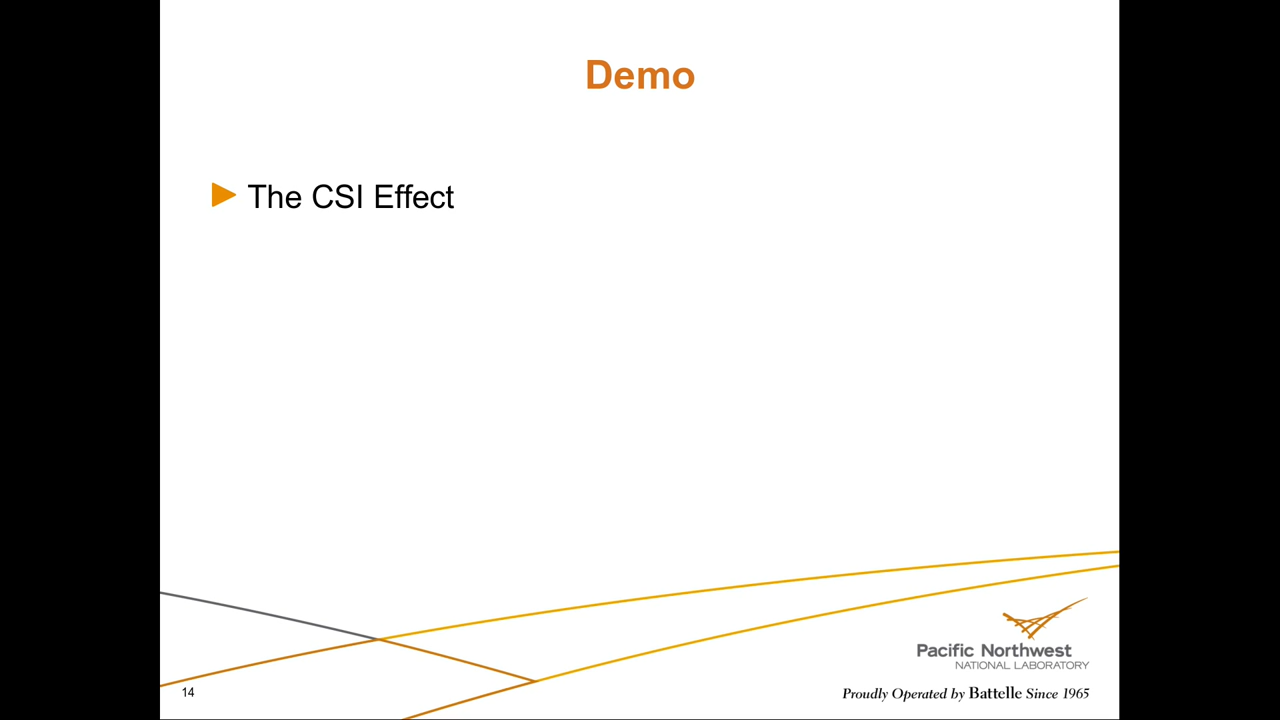 Demo
The CSI Effect
Pacific Northwest
NATIONAL LABORATORY
14
Proudly Operated by Battelle Since 1965